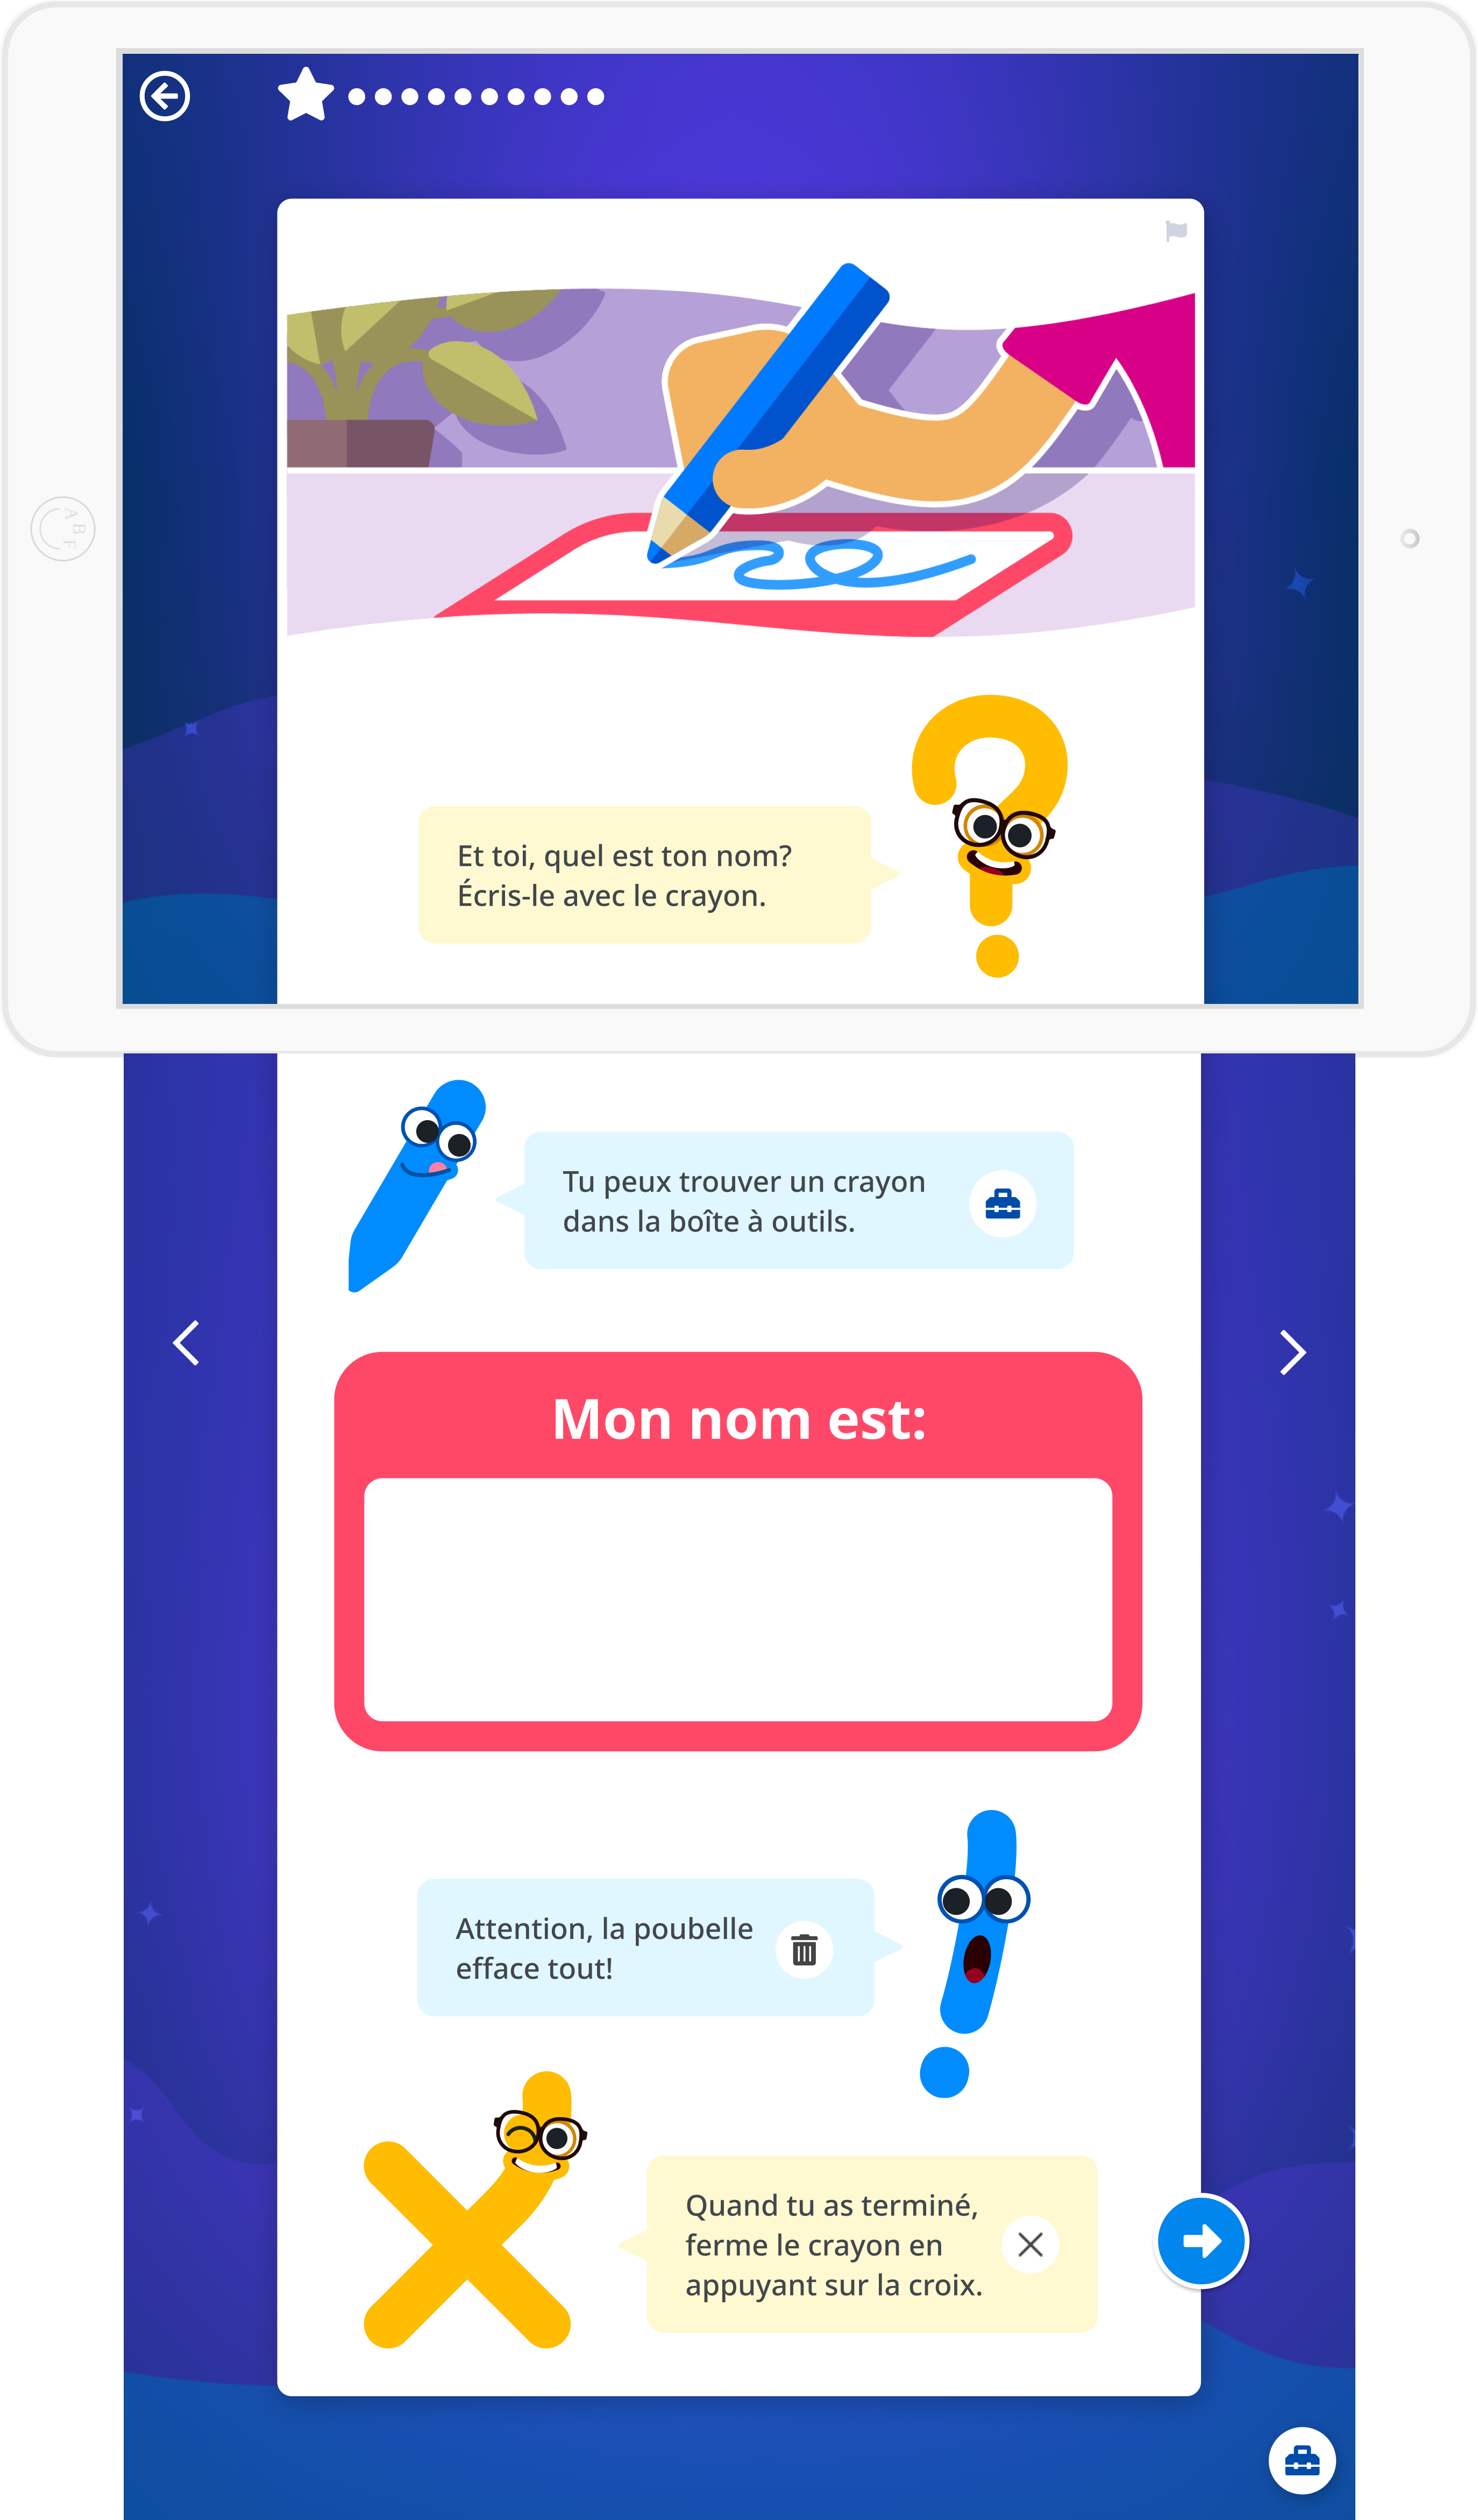 Et toi, quel est ton nom?
Écris-le avec le crayon.
Tu peux trouver un crayon
dans la boîte à outils.
Mon nom est:
Attention, la poubelle
efface tout!
Quand tu as terminé,
ferme le crayon en
appuyant sur la croix.